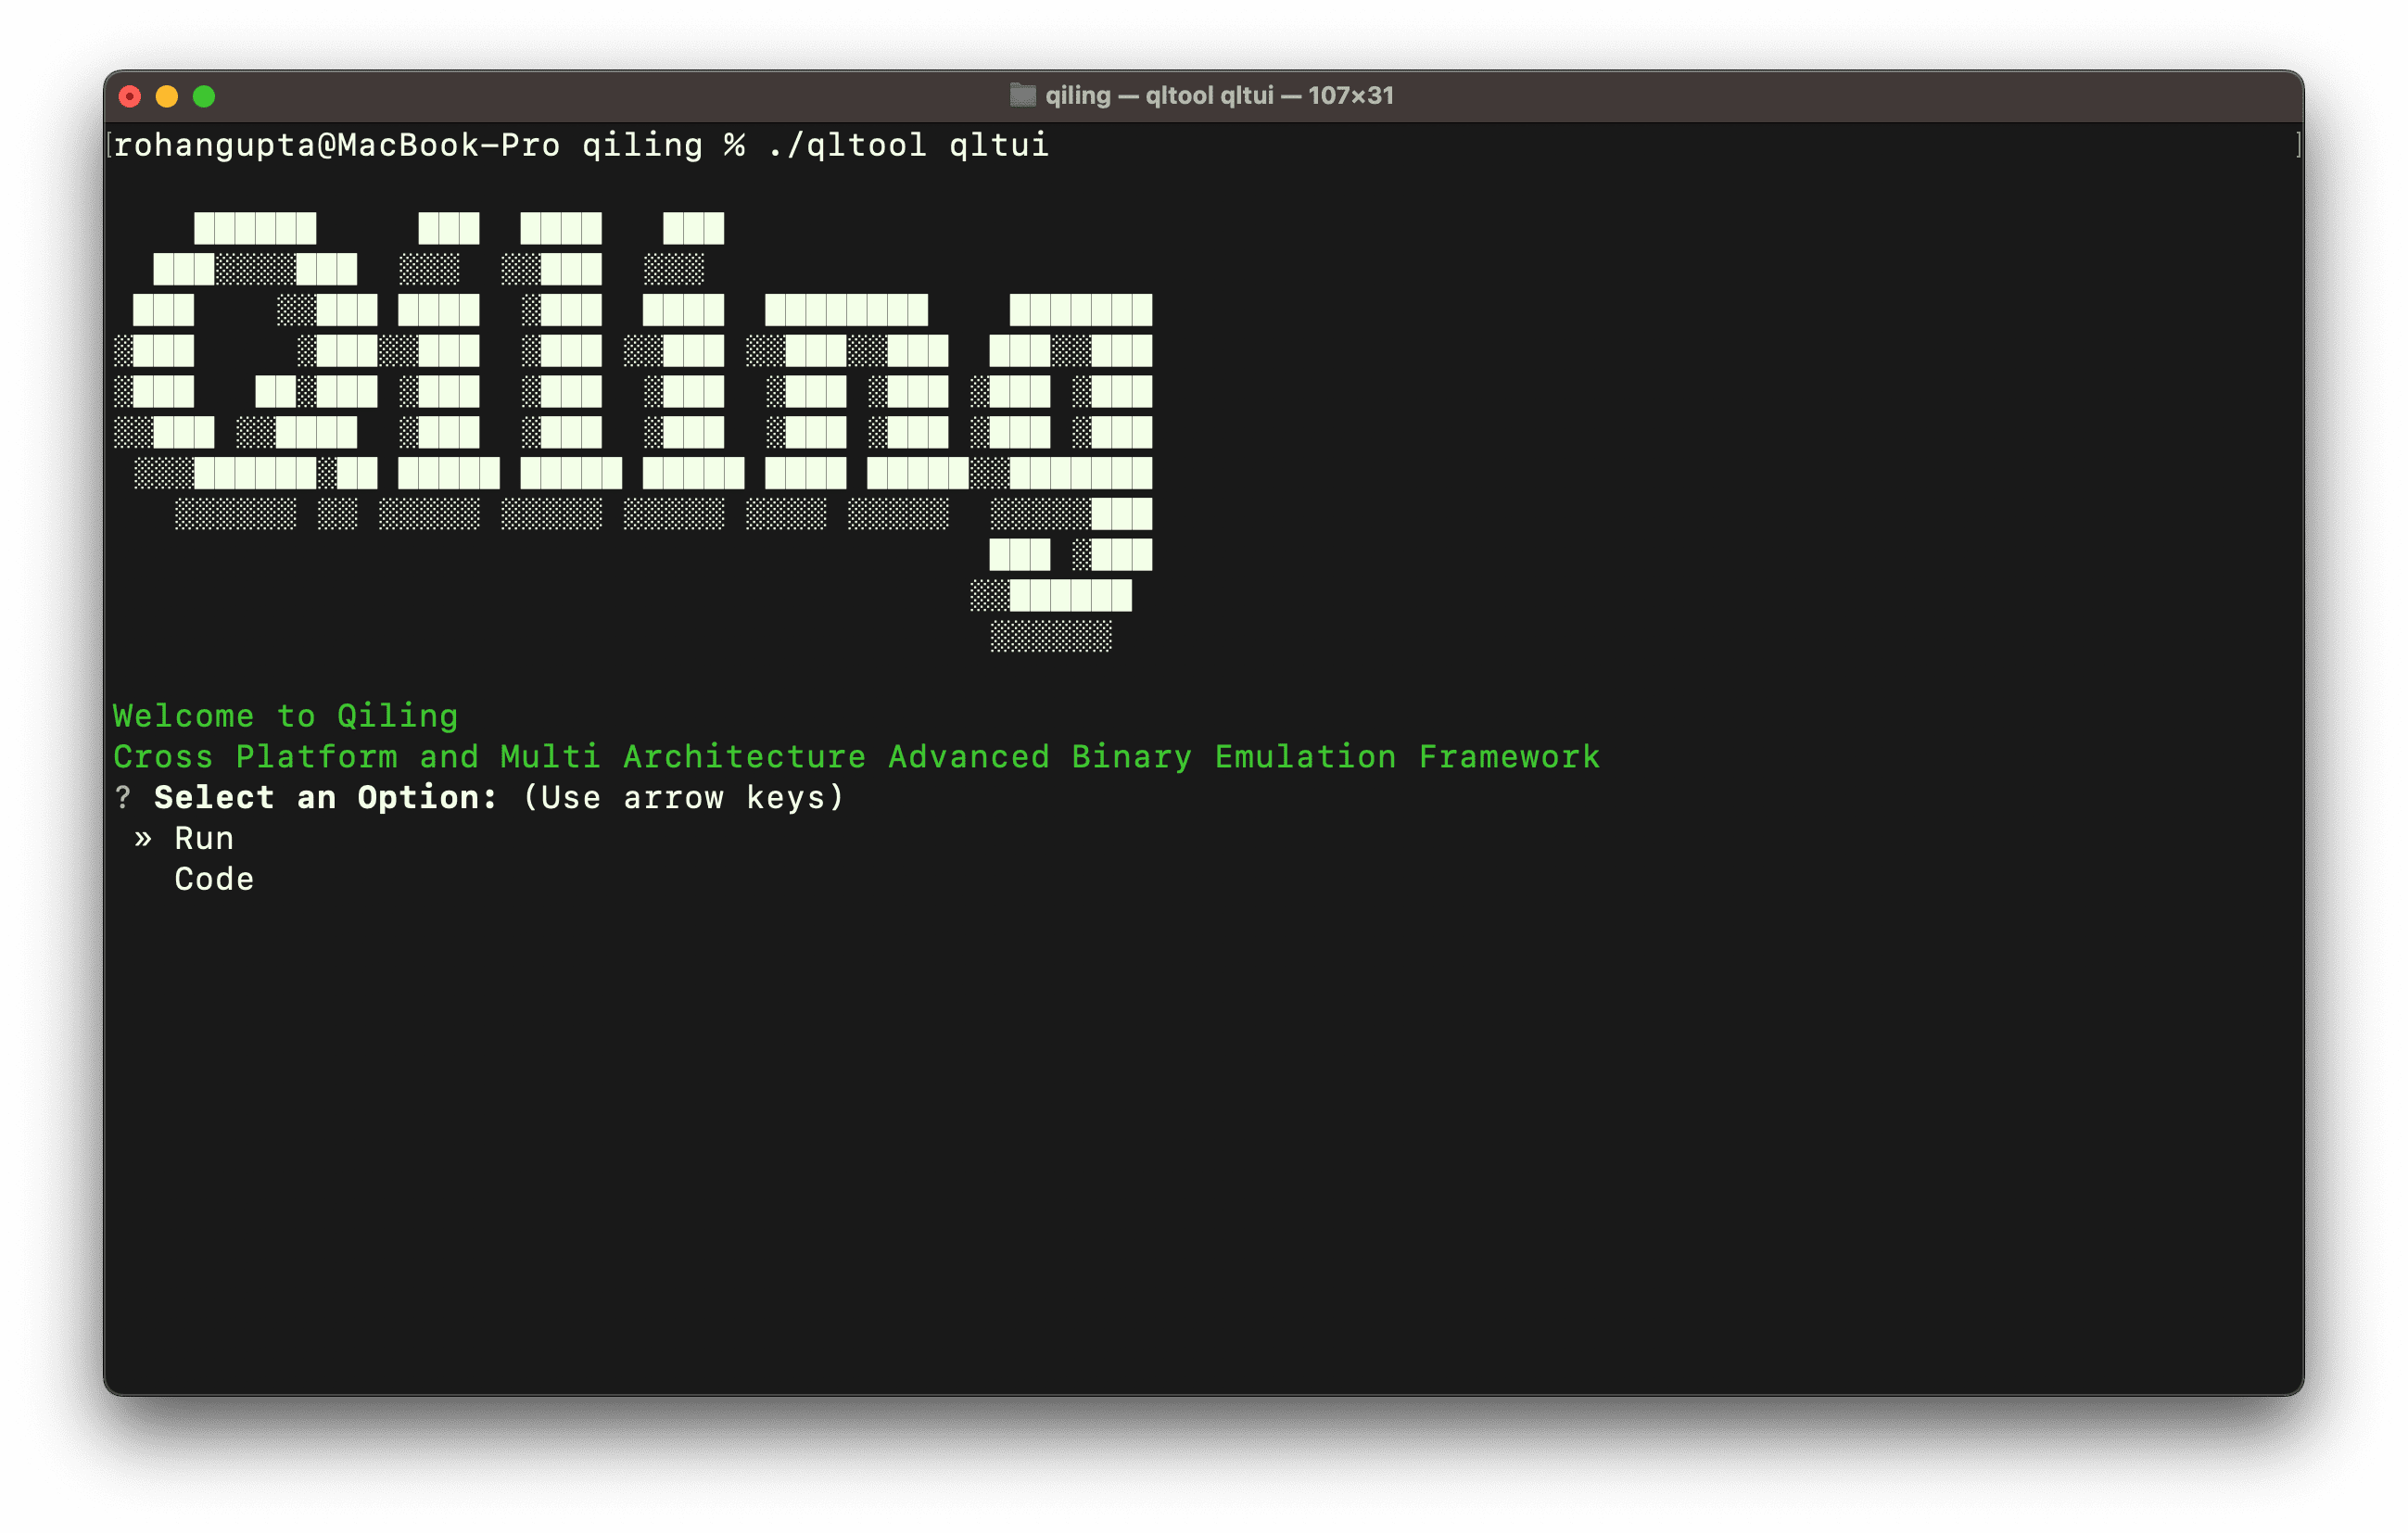 qiling — qltool qltui — 107×31
[rohangupta@MacBook-Pro qiling % ./qltool qltui ]
Qiling
Welcome to Qiling
Cross Platform and Multi Architecture Advanced Binary Emulation Framework
? Select an Option: (Use arrow keys)
» Run
Code